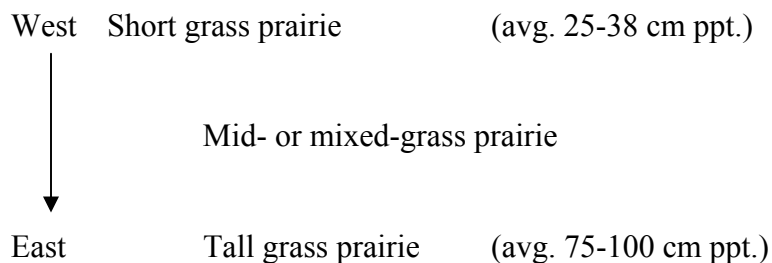 West Short grass prairie (avg. 25-38 cm ppt.)
Mid- or mixed-grass prairie
East Tall grass prairie (avg. 75-100 cm ppt.)